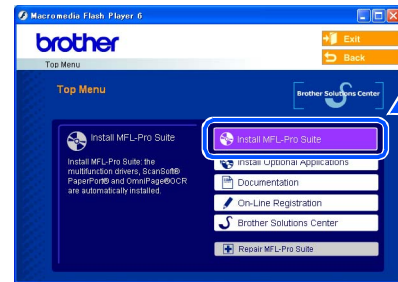 Macromedia Flash Player 6
brother
Exit
Back
Top Menu
Top Menu
Brother Solutions Center
Install MFL-Pro Suite
Install MFL-Pro Suite: the
multifunction drivers, ScanSoft®
PaperPort® and OmniPage®OCR
are automatically installed.
Install MFL-Pro Suite
Install Optional Applications
Documentation
On-Line Registration
Brother Solutions Center
Repair MFL-Pro Suite